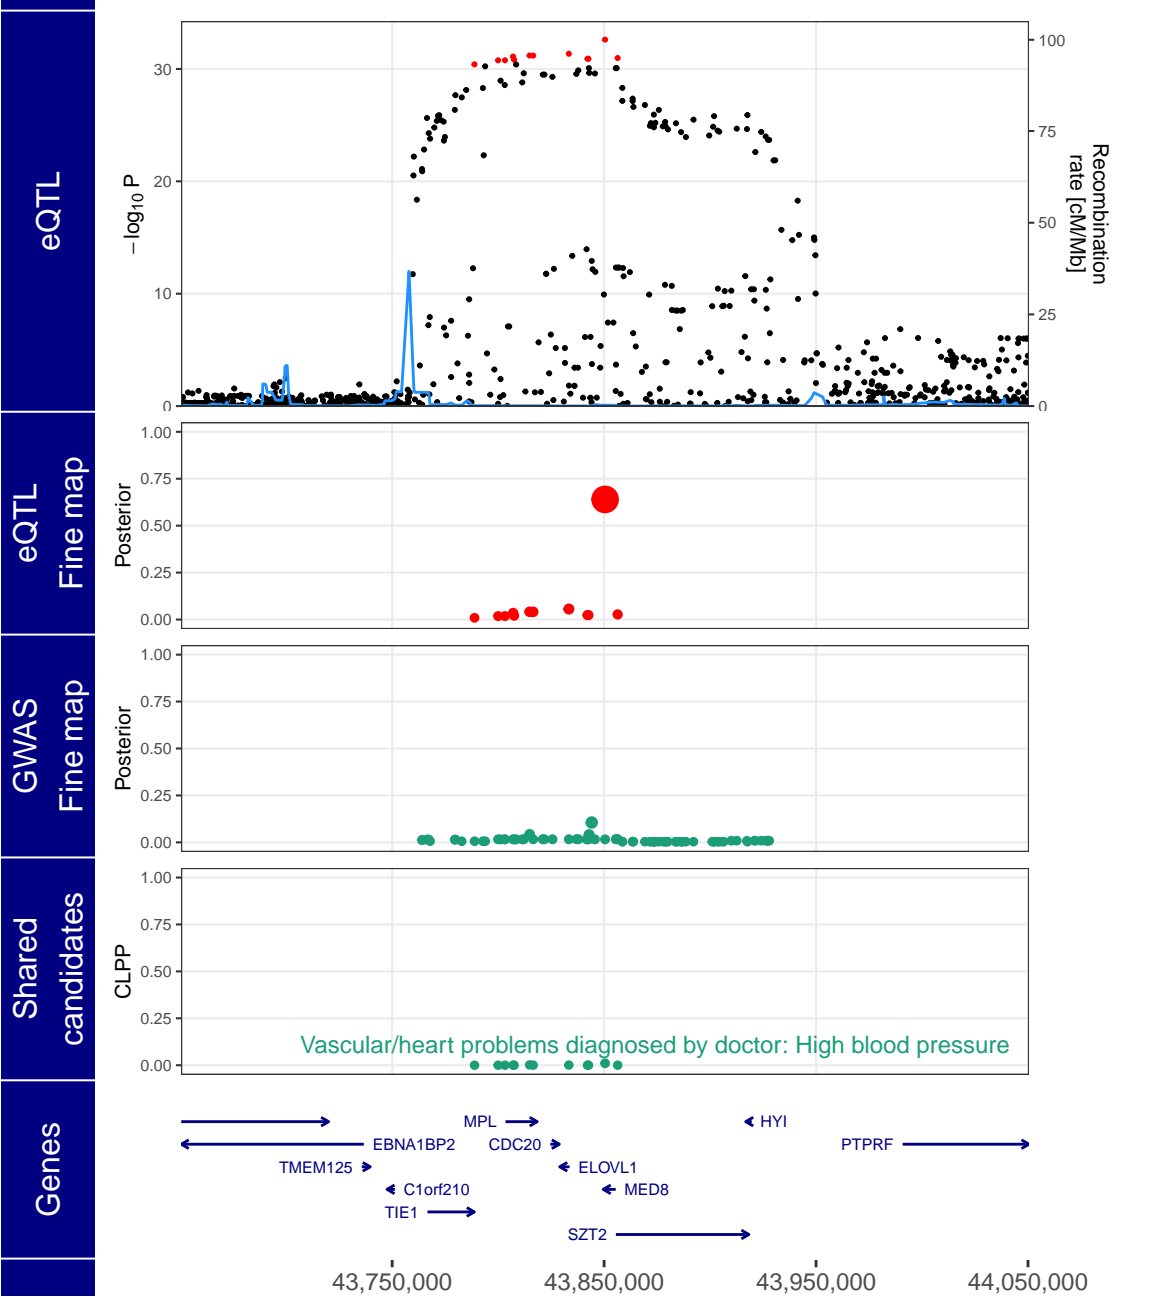 eQTL
−log10 P
30
20
10
0
100
75
50
25
0
Recombination
rate [cM/Mb]
eQTL
Fine map
Posterior
1.00
0.75
0.50
0.25
0.00
GWAS
Fine map
Posterior
1.00
0.75
0.50
0.25
0.00
Shared
candidates
CLPP
1.00
0.75
0.50
0.25
0.00
Vascular/heart problems diagnosed by doctor: High blood pressure
Genes
MPL
HYI
EBNA1BP2
CDC20
PTPRF
TMEM125
ELOVL1
C1orf210
MED8
TIE1
SZT2
43,750,000
43,850,000
43,950,000
44,050,000